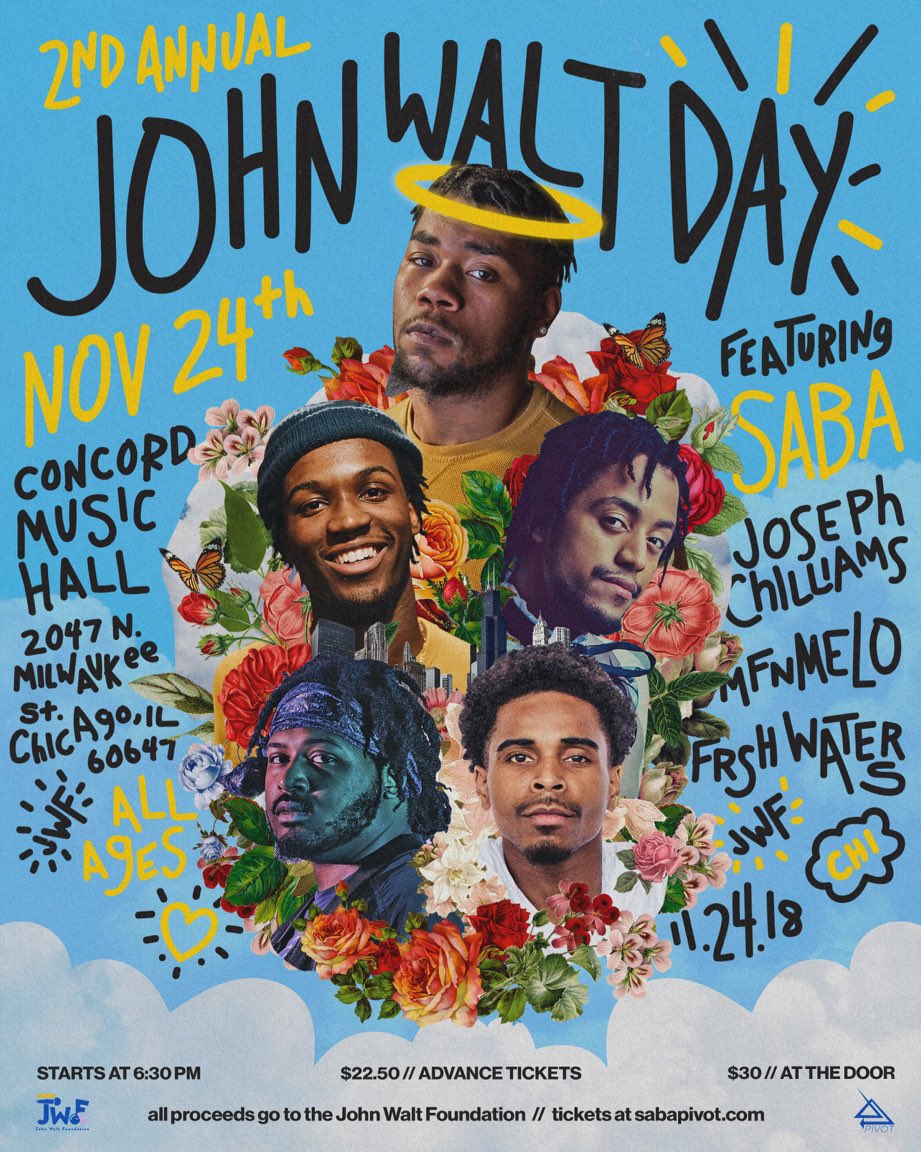 2ND ANNUAL
JOHN WALT DAY
NOV 24th
CONCORD
MUSIC
HALL
2047 N.
MILWAUKee
St.
ChicAgo, IL
60647
JWF
ALL
AgES
FEATURINg
SABA
JOSEPh
ChILLIAMS
MFNMELO
FRSH WATERS
JWF
CHI
11.24.18
STARTS AT 6:30 PM
$22.50 // ADVANCE TICKETS
$30 // AT THE DOOR
JWF
John Walt Foundation
all proceeds go to the John Walt Foundation // tickets at sabapivot.com
PIVOT